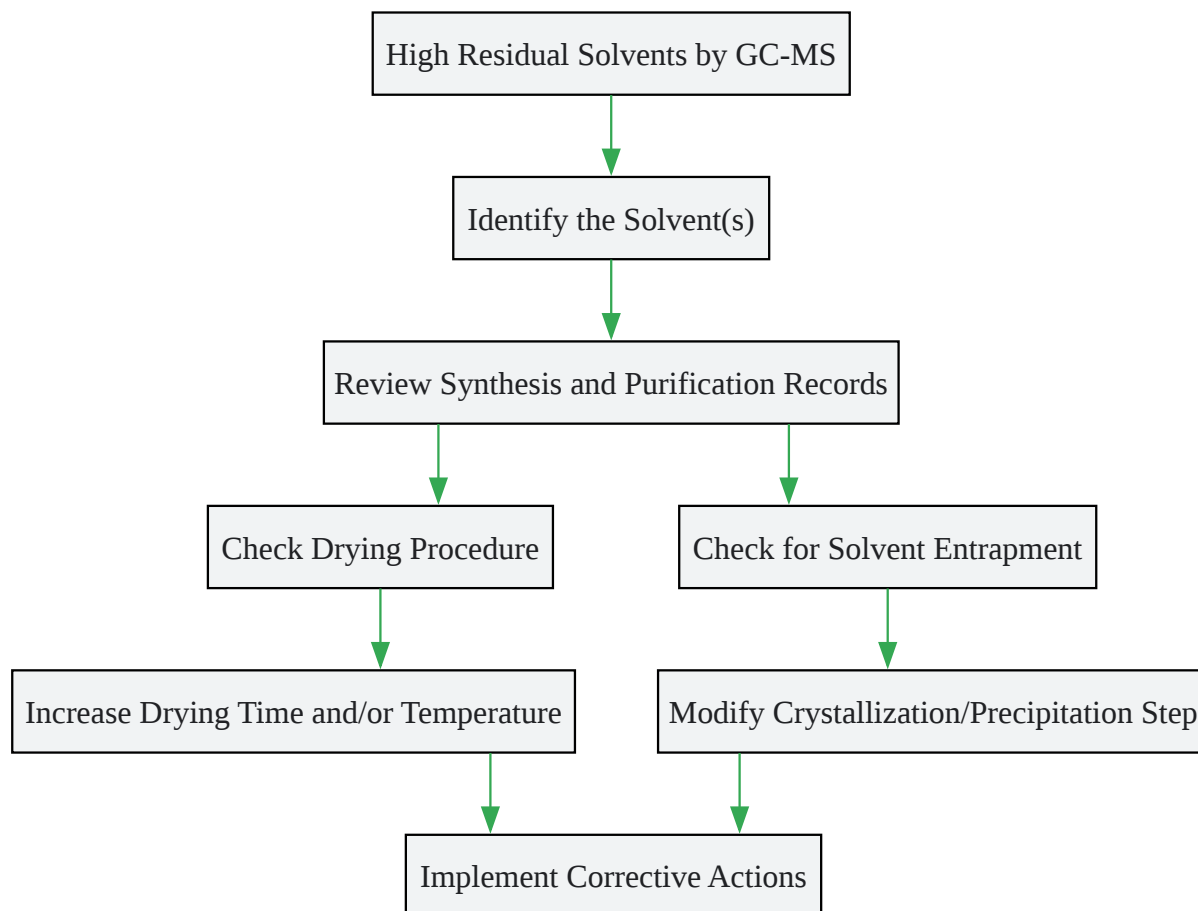 High Residual Solvents by GC-MS
Identify the Solvent(s)
Review Synthesis and Purification Records
Check Drying Procedure
Check for Solvent Entrapment
Increase Drying Time and/or Temperature
Modify Crystallization/Precipitation Step
Implement Corrective Actions